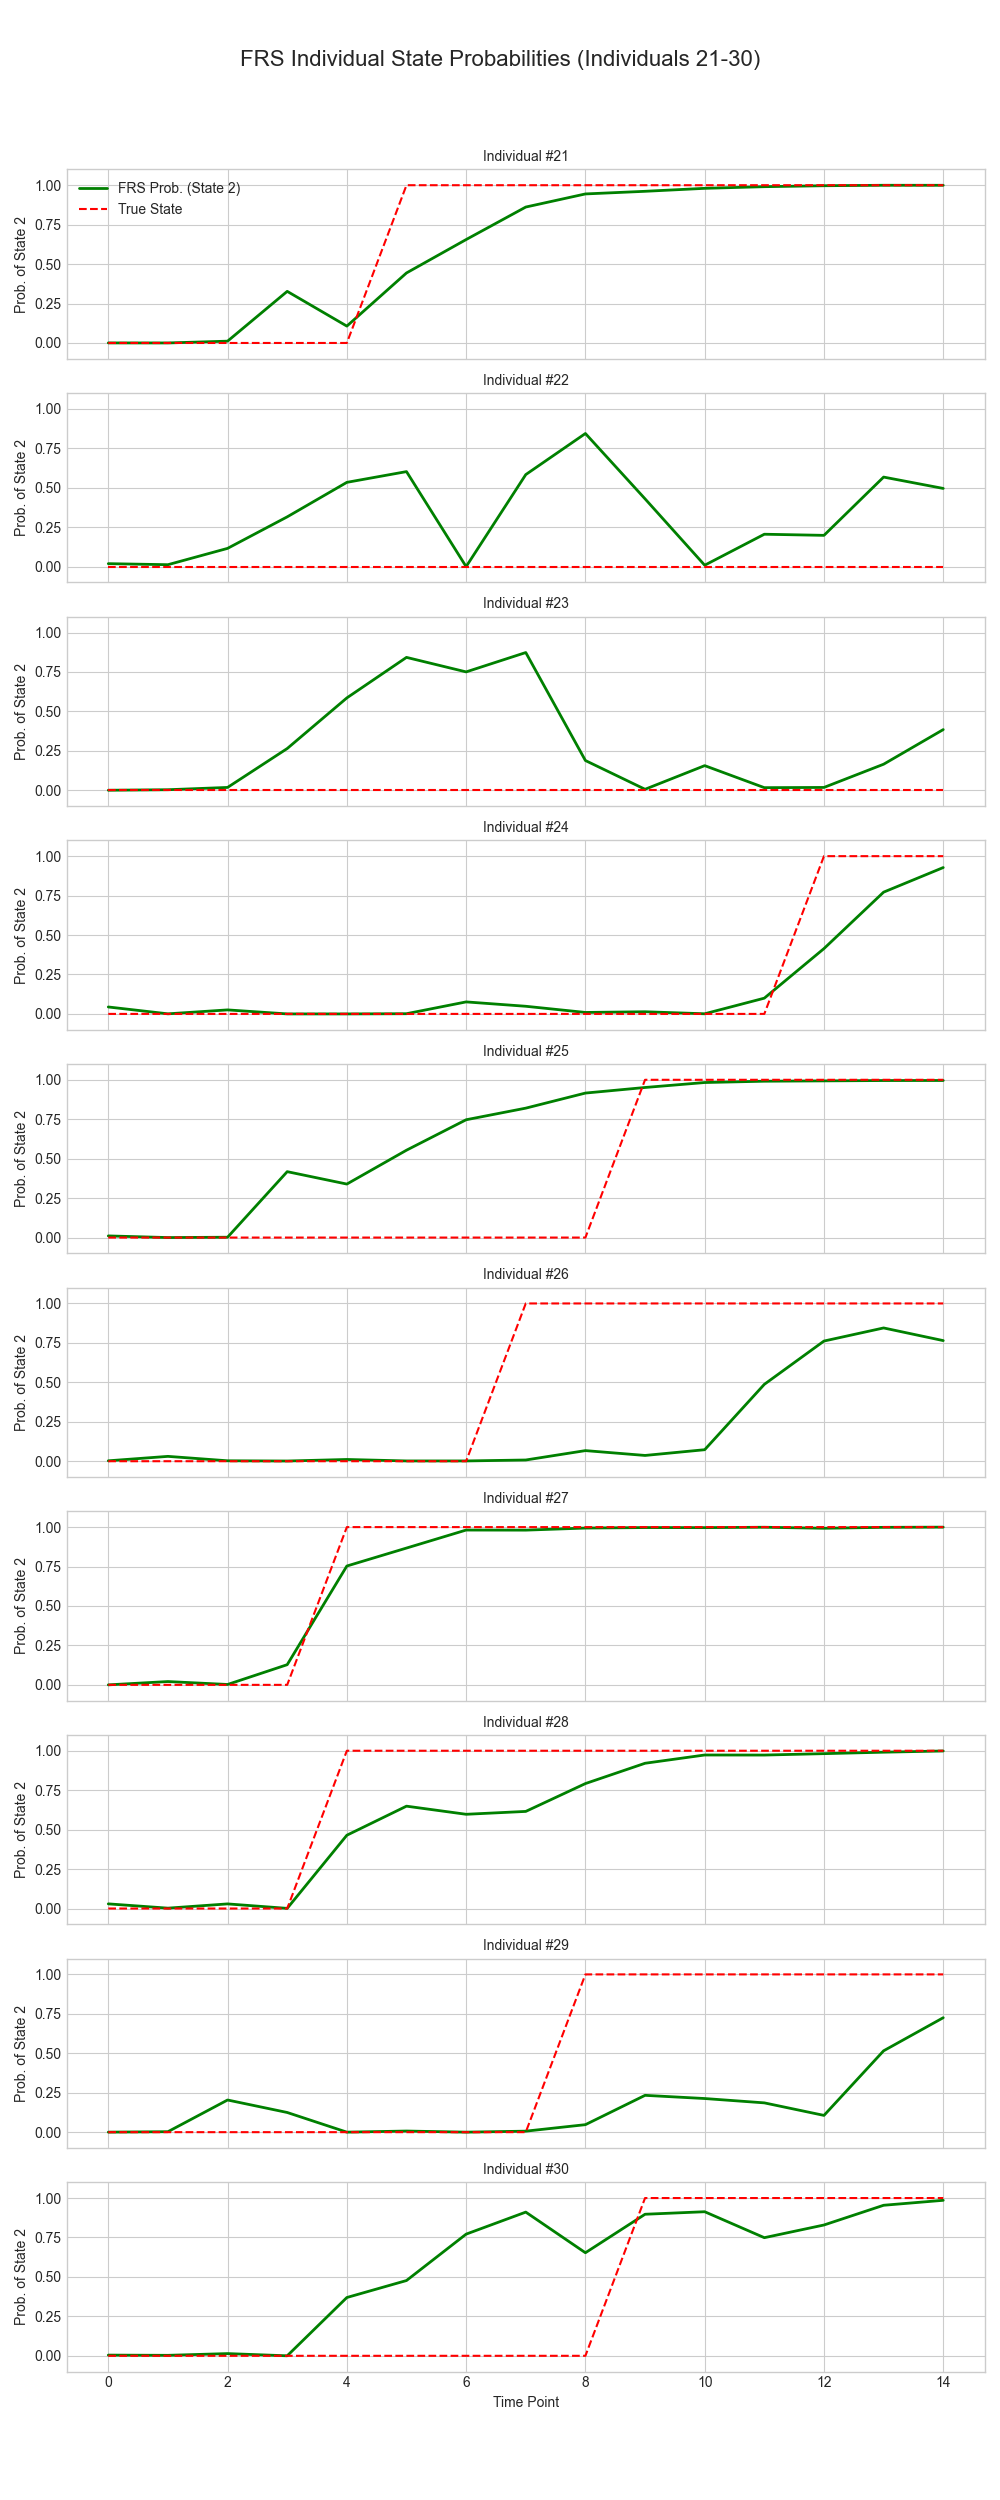 FRS Individual State Probabilities (Individuals 21-30)
Individual #21
FRS Prob. (State 2)
True State
Prob. of State 2
1.00
0.75
0.50
0.25
0.00
Individual #22
Prob. of State 2
1.00
0.75
0.50
0.25
0.00
Individual #23
Prob. of State 2
1.00
0.75
0.50
0.25
0.00
Individual #24
Prob. of State 2
1.00
0.75
0.50
0.25
0.00
Individual #25
Prob. of State 2
1.00
0.75
0.50
0.25
0.00
Individual #26
Prob. of State 2
1.00
0.75
0.50
0.25
0.00
Individual #27
Prob. of State 2
1.00
0.75
0.50
0.25
0.00
Individual #28
Prob. of State 2
1.00
0.75
0.50
0.25
0.00
Individual #29
Prob. of State 2
1.00
0.75
0.50
0.25
0.00
Individual #30
Prob. of State 2
1.00
0.75
0.50
0.25
0.00
0 2 4 6 8 10 12 14
Time Point